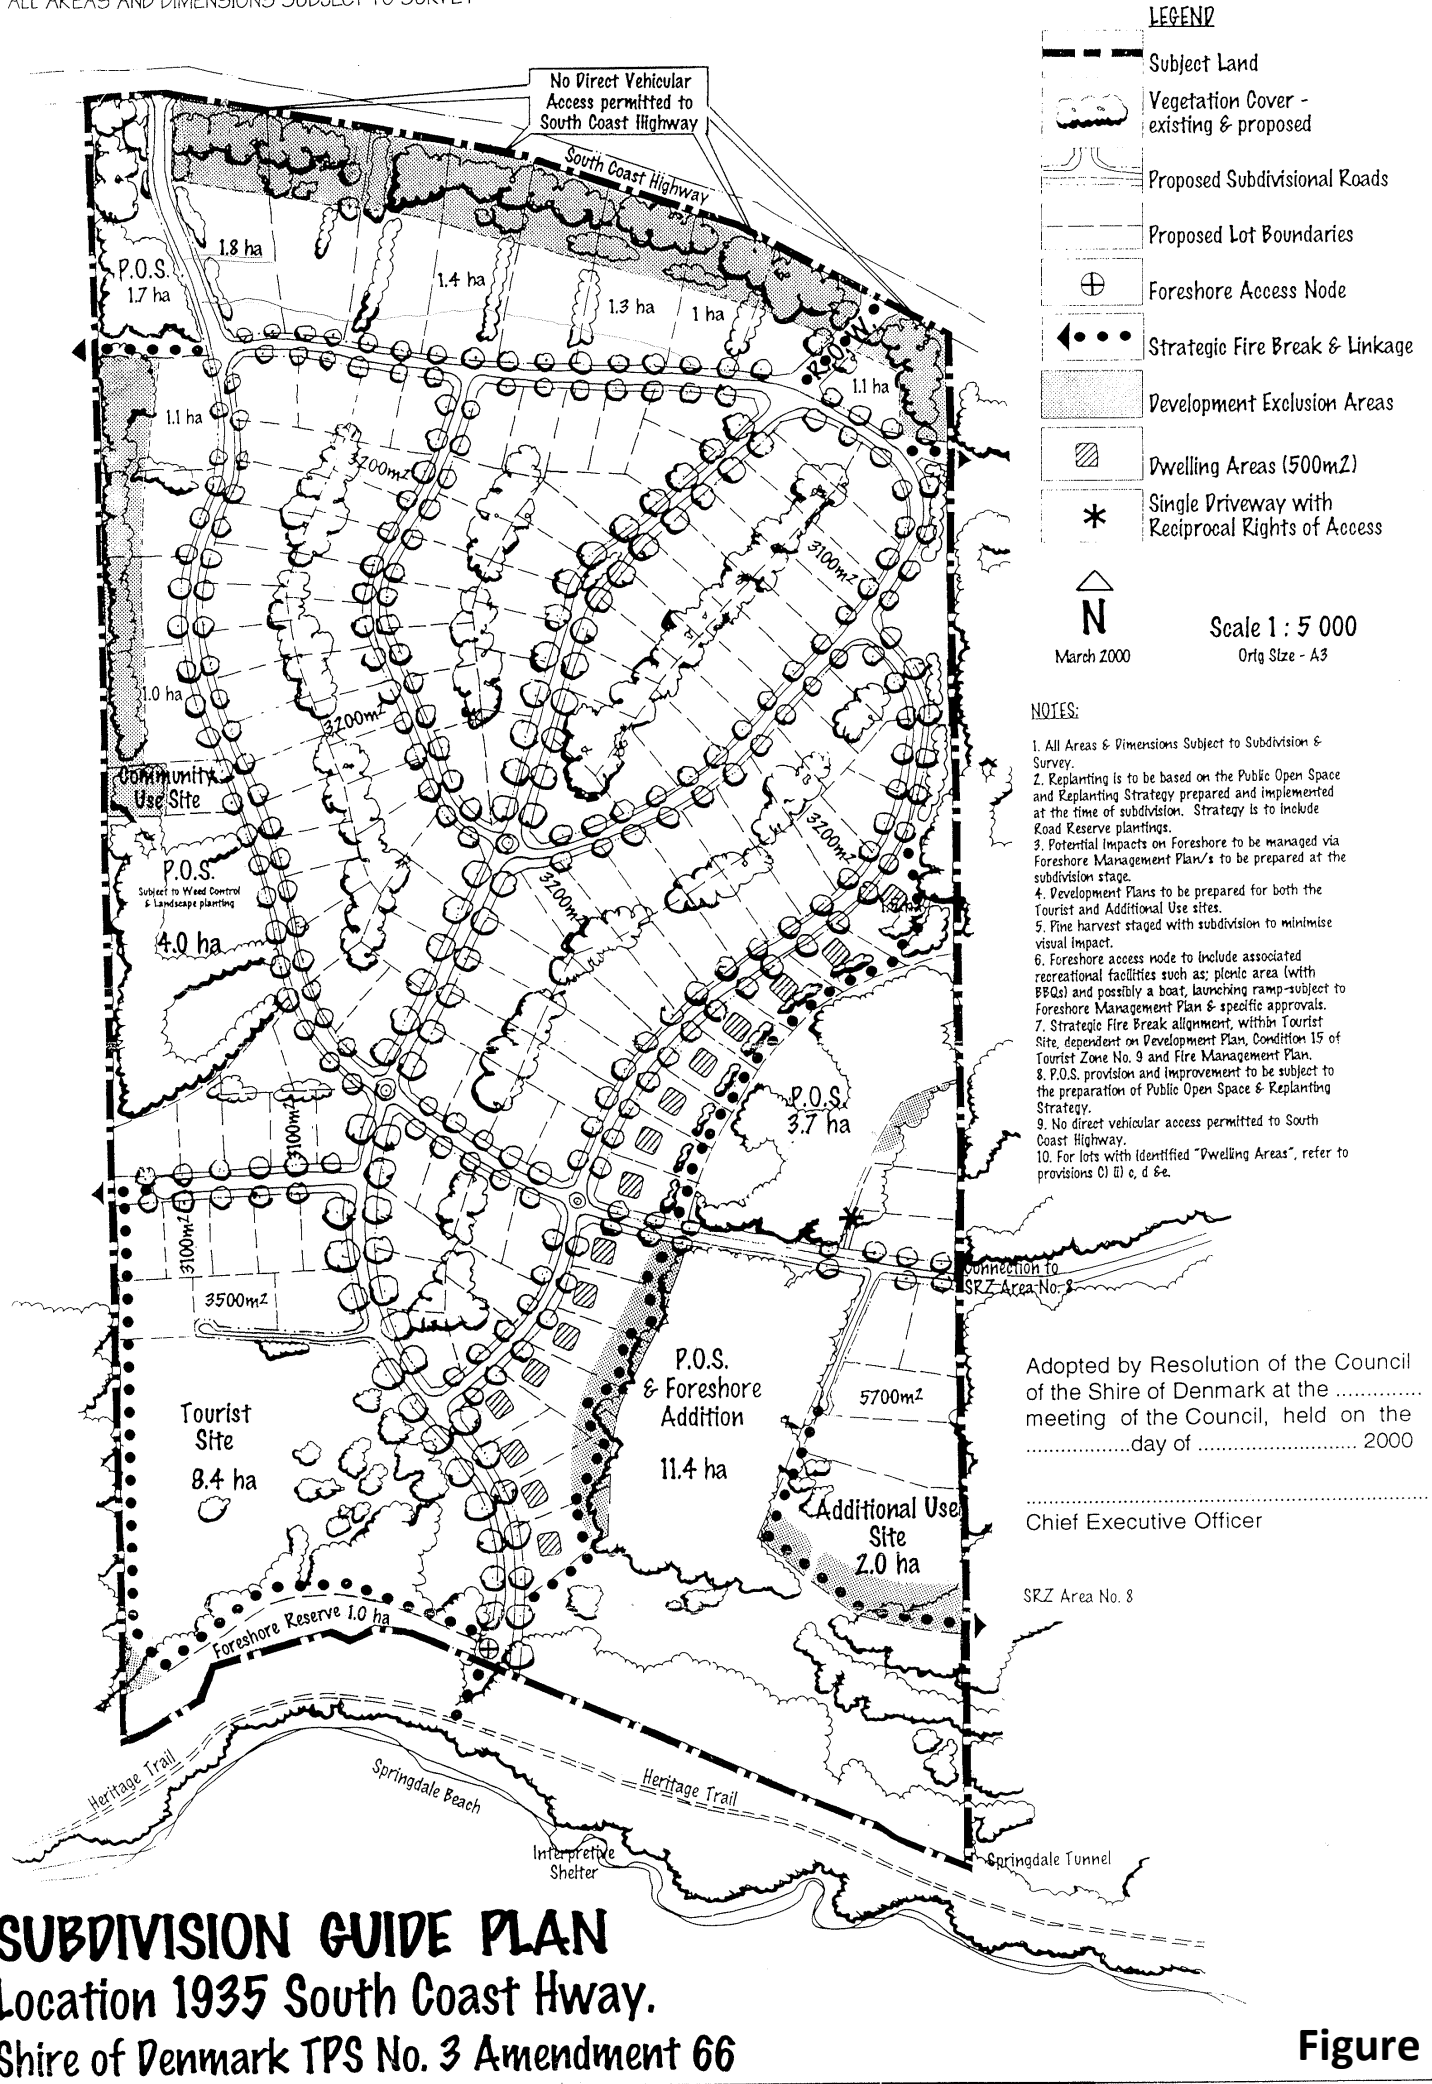 ALL AREAS AND DIMENSIONS SUBJECT TO SURVEY
LEGEND
Subject Land
Vegetation Cover -
existing & proposed
Proposed Subdivisional Roads
Proposed Lot Boundaries
Foreshore Access Node
Strategic Fire Break & Linkage
Development Exclusion Areas
Dwelling Areas (500m2)
Single Driveway with
Reciprocal Rights of Access
N
March 2000
Scale 1 : 5 000
Orig Size - A3
NOTES:
1. All Areas & Dimensions Subject to Subdivision &
Survey.
2. Replanting is to be based on the Public Open Space
and Replanting Strategy prepared and implemented
at the time of subdivision. Strategy is to include
Road Reserve plantings.
3. Potential Impacts on Foreshore to be managed via
Foreshore Management Plan/s to be prepared at the
subdivision stage.
4. Development Plans to be prepared for both the
Tourist and Additional Use sites.
5. Pine harvest staged with subdivision to minimise
visual impact.
6. Foreshore access node to include associated
recreational facilities such as; picnic area (with
BBQs) and possibly a boat, launching ramp-subject to
Foreshore Management Plan & specific approvals.
7. Strategic Fire Break alignment, within Tourist
Site, dependent on Development Plan, Condition 15 of
Tourist Zone No. 9 and Fire Management Plan.
8. P.O.S. provision and improvement to be subject to
the preparation of Public Open Space & Replanting
Strategy.
9. No direct vehicular access permitted to South
Coast Highway.
10. For lots with identified "Dwelling Areas", refer to
provisions C) ii) c, d &e.
No Direct Vehicular
Access permitted to
South Coast Highway
South Coast Highway
1.8 ha
P.O.S.
1.7 ha
1.4 ha
1.3 ha
1 ha
R.O.W.
1.1 ha
1.1 ha
3200m2
3100m2
1.0 ha
3200m2
Community
Use Site
3200m2
P.O.S.
Subject to Weed Control
& Landscape planting
4.0 ha
3200m2
P.O.S.
3.7 ha
3100m2
3100m2
3500m2
Connection to
SRZ Area No. 8
P.O.S.
& Foreshore
Addition
11.4 ha
5700m2
Tourist
Site
8.4 ha
Additional Use
Site
2.0 ha
Foreshore Reserve 1.0 ha
Adopted by Resolution of the Council
of the Shire of Denmark at the ..............
meeting of the Council, held on the
..................day of ........................... 2000
Chief Executive Officer
SRZ Area No. 8
Heritage Trail
Springdale Beach
Heritage Trail
Interpretive
Shelter
Springdale Tunnel
SUBDIVISION GUIDE PLAN
Location 1935 South Coast Hway.
Shire of Denmark TPS No. 3 Amendment 66
Figure